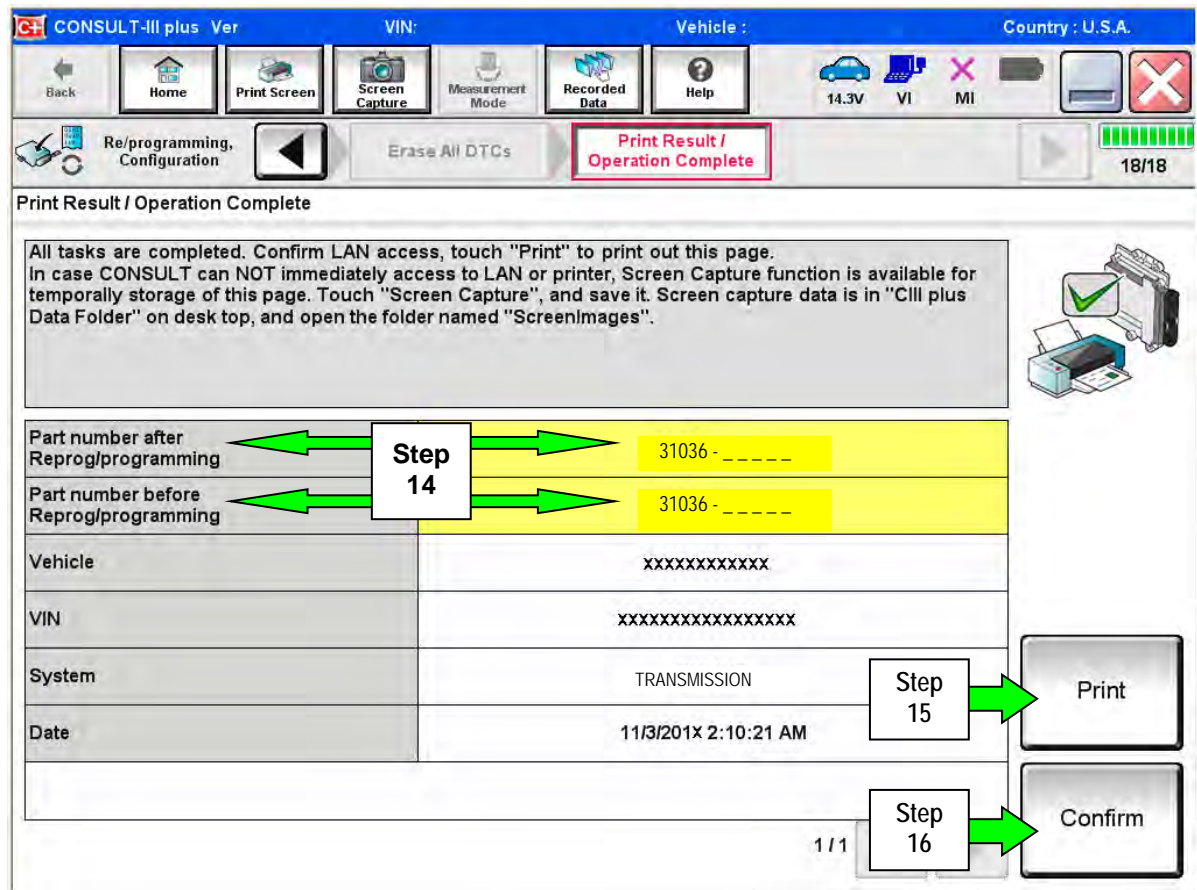 C+ CONSULT-III plus Ver VIN: Vehicle : Country : U.S.A.
Back
Home
Print Screen
Screen Capture
Measurement Mode
Recorded Data
Help
14.3V
VI
MI
Re/programming, Configuration
Erase All DTCs
Print Result / Operation Complete
18/18
Print Result / Operation Complete
All tasks are completed. Confirm LAN access, touch "Print" to print out this page.
In case CONSULT can NOT immediately access to LAN or printer, Screen Capture function is available for
temporally storage of this page. Touch "Screen Capture", and save it. Screen capture data is in "CIII plus
Data Folder" on desk top, and open the folder named "ScreenImages".
Part number after
Reprog/programming
Step
14
31036 - _ _ _ _ _
Part number before
Reprog/programming
31036 - _ _ _ _ _
Vehicle
xxxxxxxxxxxx
VIN
xxxxxxxxxxxxxxxxx
System
TRANSMISSION
Step
15
Print
Date
11/3/201X 2:10:21 AM
Step
16
Confirm
1/1